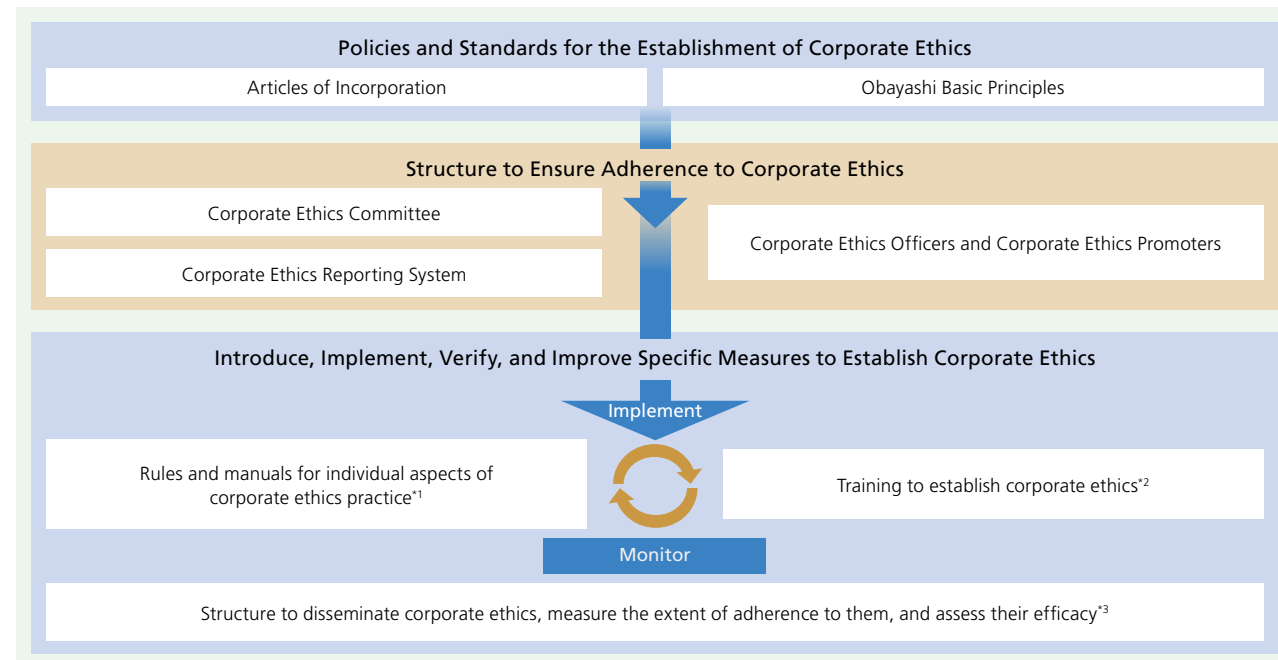 Policies and Standards for the Establishment of Corporate Ethics
Articles of Incorporation
Obayashi Basic Principles
Structure to Ensure Adherence to Corporate Ethics
Corporate Ethics Committee
Corporate Ethics Reporting System
Corporate Ethics Officers and Corporate Ethics Promoters
Introduce, Implement, Verify, and Improve Specific Measures to Establish Corporate Ethics
Implement
Rules and manuals for individual aspects of
corporate ethics practice*1
Training to establish corporate ethics*2
Monitor
Structure to disseminate corporate ethics, measure the extent of adherence to them, and assess their efficacy*3